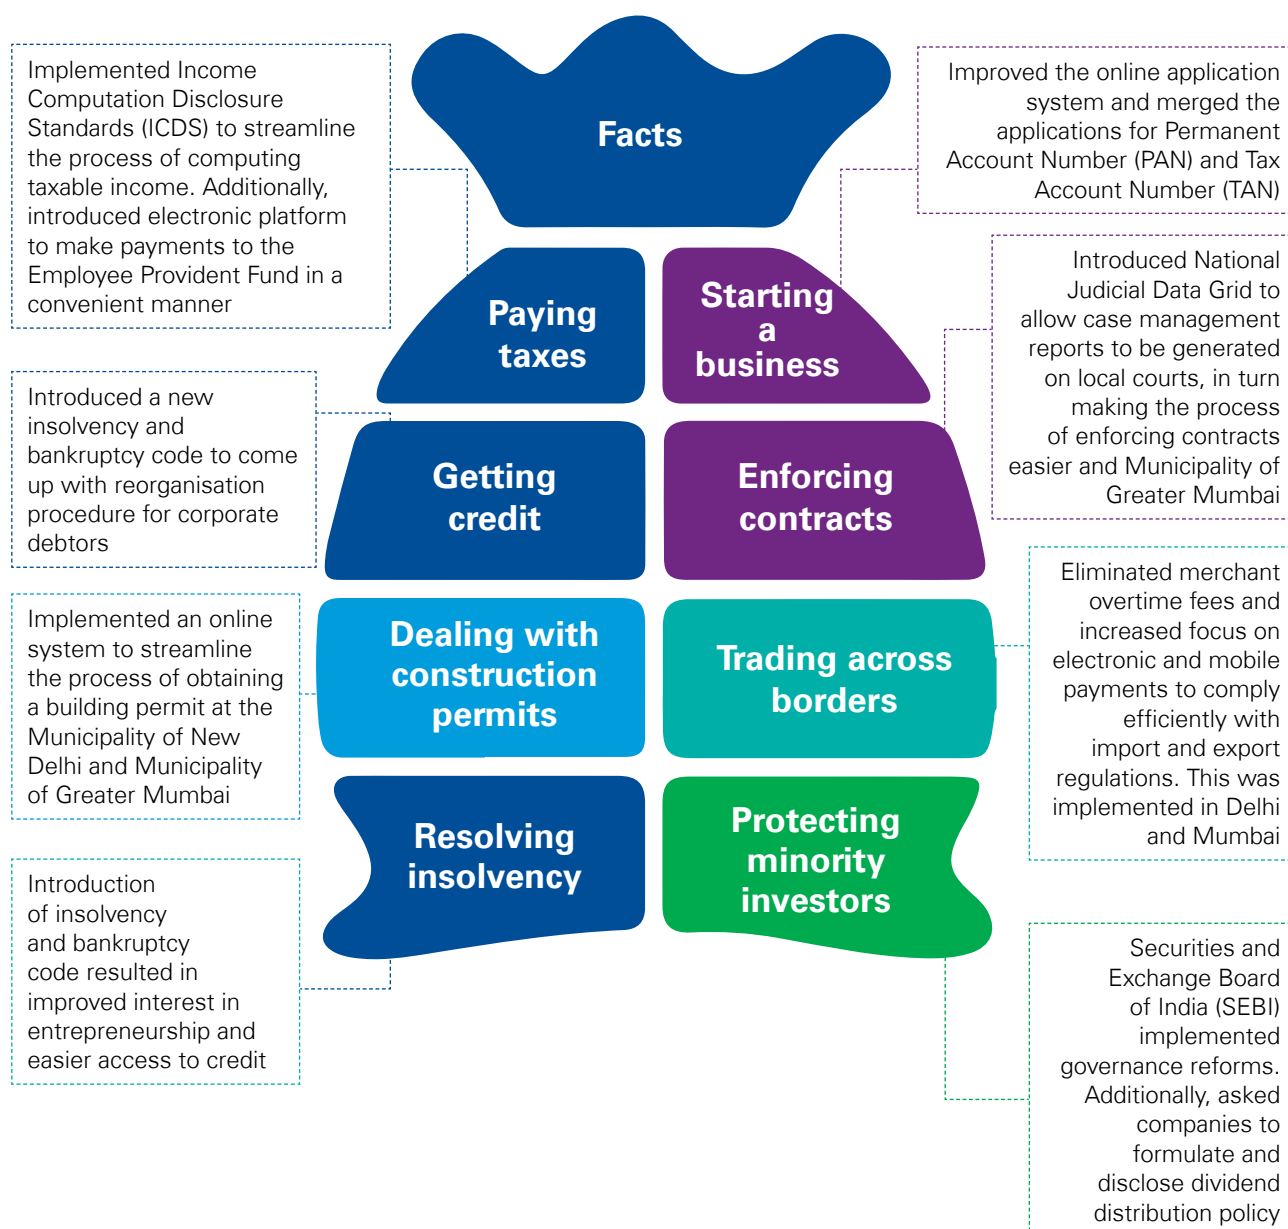 Facts
Implemented Income
Computation Disclosure
Standards (ICDS) to streamline
the process of computing
taxable income. Additionally,
introduced electronic platform
to make payments to the
Employee Provident Fund in a
convenient manner
Paying
taxes
Starting
a
business
Improved the online application
system and merged the
applications for Permanent
Account Number (PAN) and Tax
Account Number (TAN)
Introduced a new
insolvency and
bankruptcy code to come
up with reorganisation
procedure for corporate
debtors
Getting
credit
Enforcing
contracts
Introduced National
Judicial Data Grid to
allow case management
reports to be generated
on local courts, in turn
making the process
of enforcing contracts
easier and Municipality of
Greater Mumbai
Implemented an online
system to streamline
the process of obtaining
a building permit at the
Municipality of New
Delhi and Municipality
of Greater Mumbai
Dealing with
construction
permits
Trading across
borders
Eliminated merchant
overtime fees and
increased focus on
electronic and mobile
payments to comply
efficiently with
import and export
regulations. This was
implemented in Delhi
and Mumbai
Introduction
of insolvency
and bankruptcy
code resulted in
improved interest in
entrepreneurship and
easier access to credit
Resolving
insolvency
Protecting
minority
investors
Securities and
Exchange Board
of India (SEBI)
implemented
governance reforms.
Additionally, asked
companies to
formulate and
disclose dividend
distribution policy